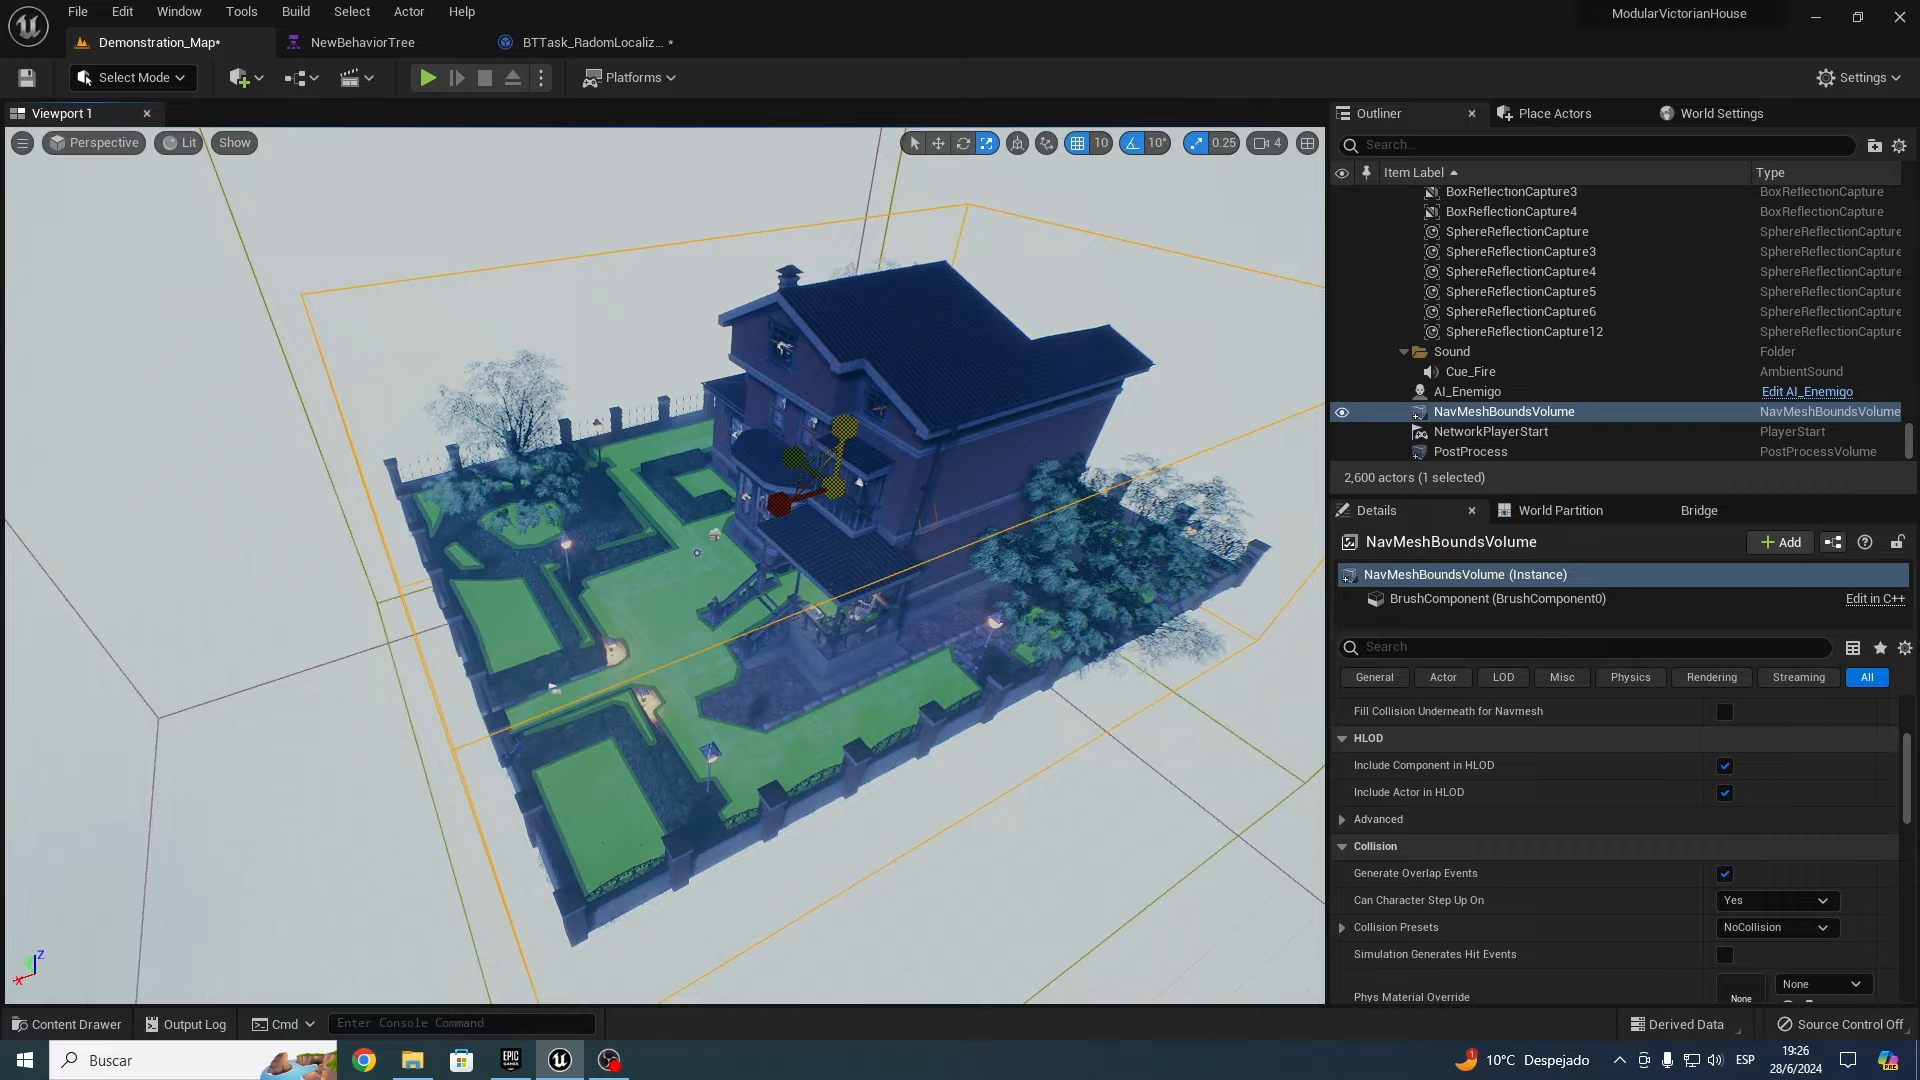 File Edit Window Tools Build Select Actor Help
ModularVictorianHouse
Demonstration_Map*
NewBehaviorTree
BTTask_RadomLocaliz... *
Select Mode
Platforms
Settings
Viewport 1
Perspective
Lit
Show
10
10°
0.25
4
Outliner
Place Actors
World Settings
Search...
Item Label
Type
BoxReflectionCapture3 BoxReflectionCapture
BoxReflectionCapture4 BoxReflectionCapture
SphereReflectionCapture SphereReflectionCapture
SphereReflectionCapture3 SphereReflectionCapture
SphereReflectionCapture4 SphereReflectionCapture
SphereReflectionCapture5 SphereReflectionCapture
SphereReflectionCapture6 SphereReflectionCapture
SphereReflectionCapture12 SphereReflectionCapture
Sound Folder
Cue_Fire AmbientSound
AI_Enemigo Edit AI_Enemigo
NavMeshBoundsVolume NavMeshBoundsVolume
NetworkPlayerStart PlayerStart
PostProcess PostProcessVolume
2,600 actors (1 selected)
Details
World Partition
Bridge
NavMeshBoundsVolume
Add
NavMeshBoundsVolume (Instance)
BrushComponent (BrushComponent0)
Edit in C++
Search
General Actor LOD Misc Physics Rendering Streaming All
Fill Collision Underneath for Navmesh
HLOD
Include Component in HLOD
Include Actor in HLOD
Advanced
Collision
Generate Overlap Events
Can Character Step Up On Yes
Collision Presets NoCollision
Simulation Generates Hit Events
None
Phys Material Override
None
Z
X
Content Drawer
Output Log
Cmd
Enter Console Command
Derived Data
Source Control Off
Buscar
EPIC
GAMES
1
10°C Despejado
ESP
19:26
28/6/2024
PRE